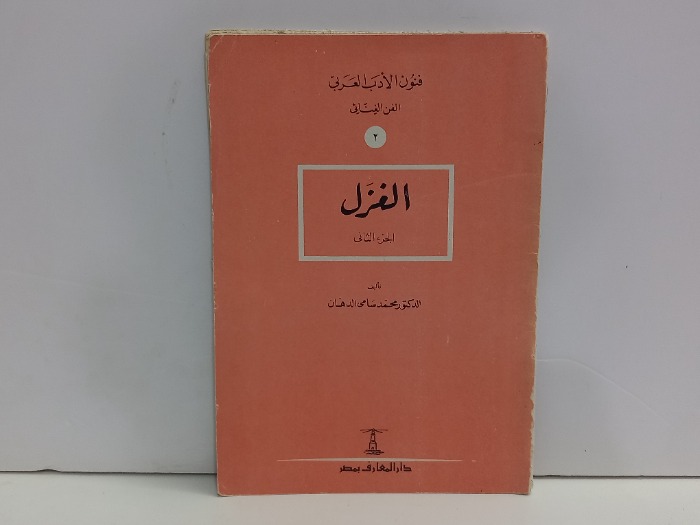 فنون الأدب العربي
الفن الغنائي
٢
الغزل
الجزء الثاني
تأليف
الدكتور محمد سامي الدهان
دار المعارف بمصر